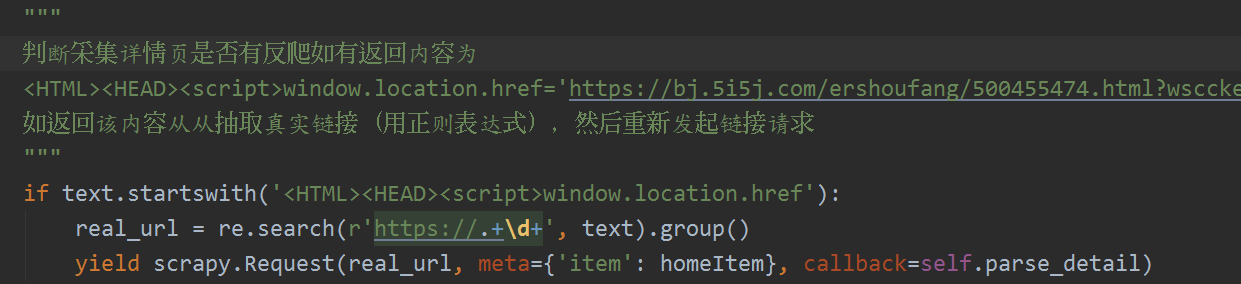 """
判断采集详情页是否有反爬如有返回内容为
<HTML><HEAD><script>window.location.href='https://bj.5i5j.com/ershoufang/500455474.html?wsccke
如返回该内容从从抽取真实链接（用正则表达式），然后重新发起链接请求
"""
if text.startswith('<HTML><HEAD><script>window.location.href'):
real_url = re.search(r'https://.+\d+', text).group()
yield scrapy.Request(real_url, meta={'item': homeItem}, callback=self.parse_detail)